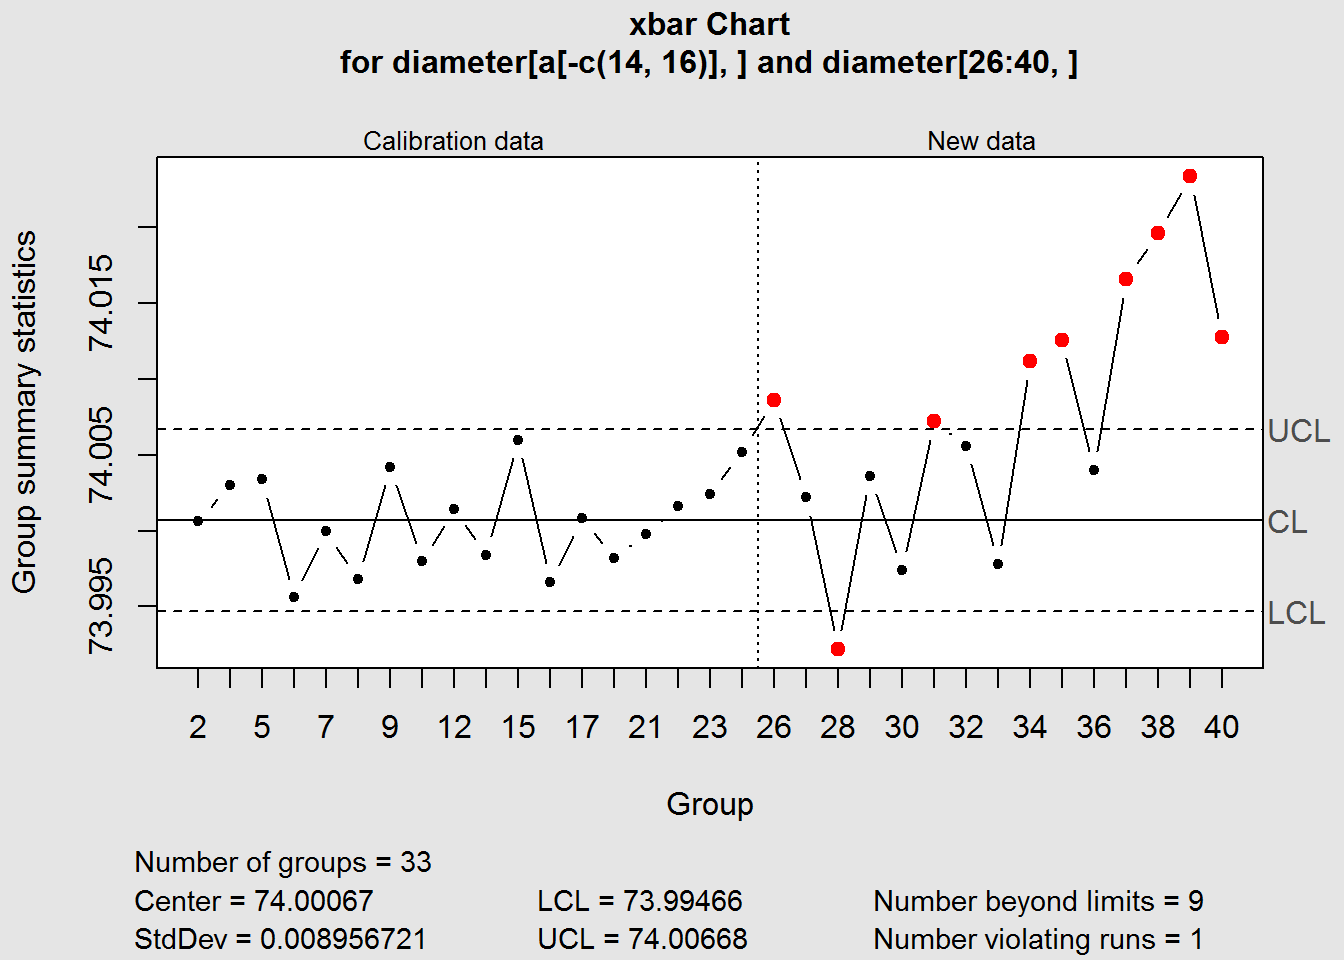 xbar Chart
for diameter[a[-c(14, 16)], ] and diameter[26:40, ]
Calibration data New data
Group summary statistics
74.015
74.005
73.995
UCL
CL
LCL
2 5 7 9 12 15 17 21 23 26 28 30 32 34 36 38 40
Group
Number of groups = 33
Center = 74.00067 LCL = 73.99466 Number beyond limits = 9
StdDev = 0.008956721 UCL = 74.00668 Number violating runs = 1